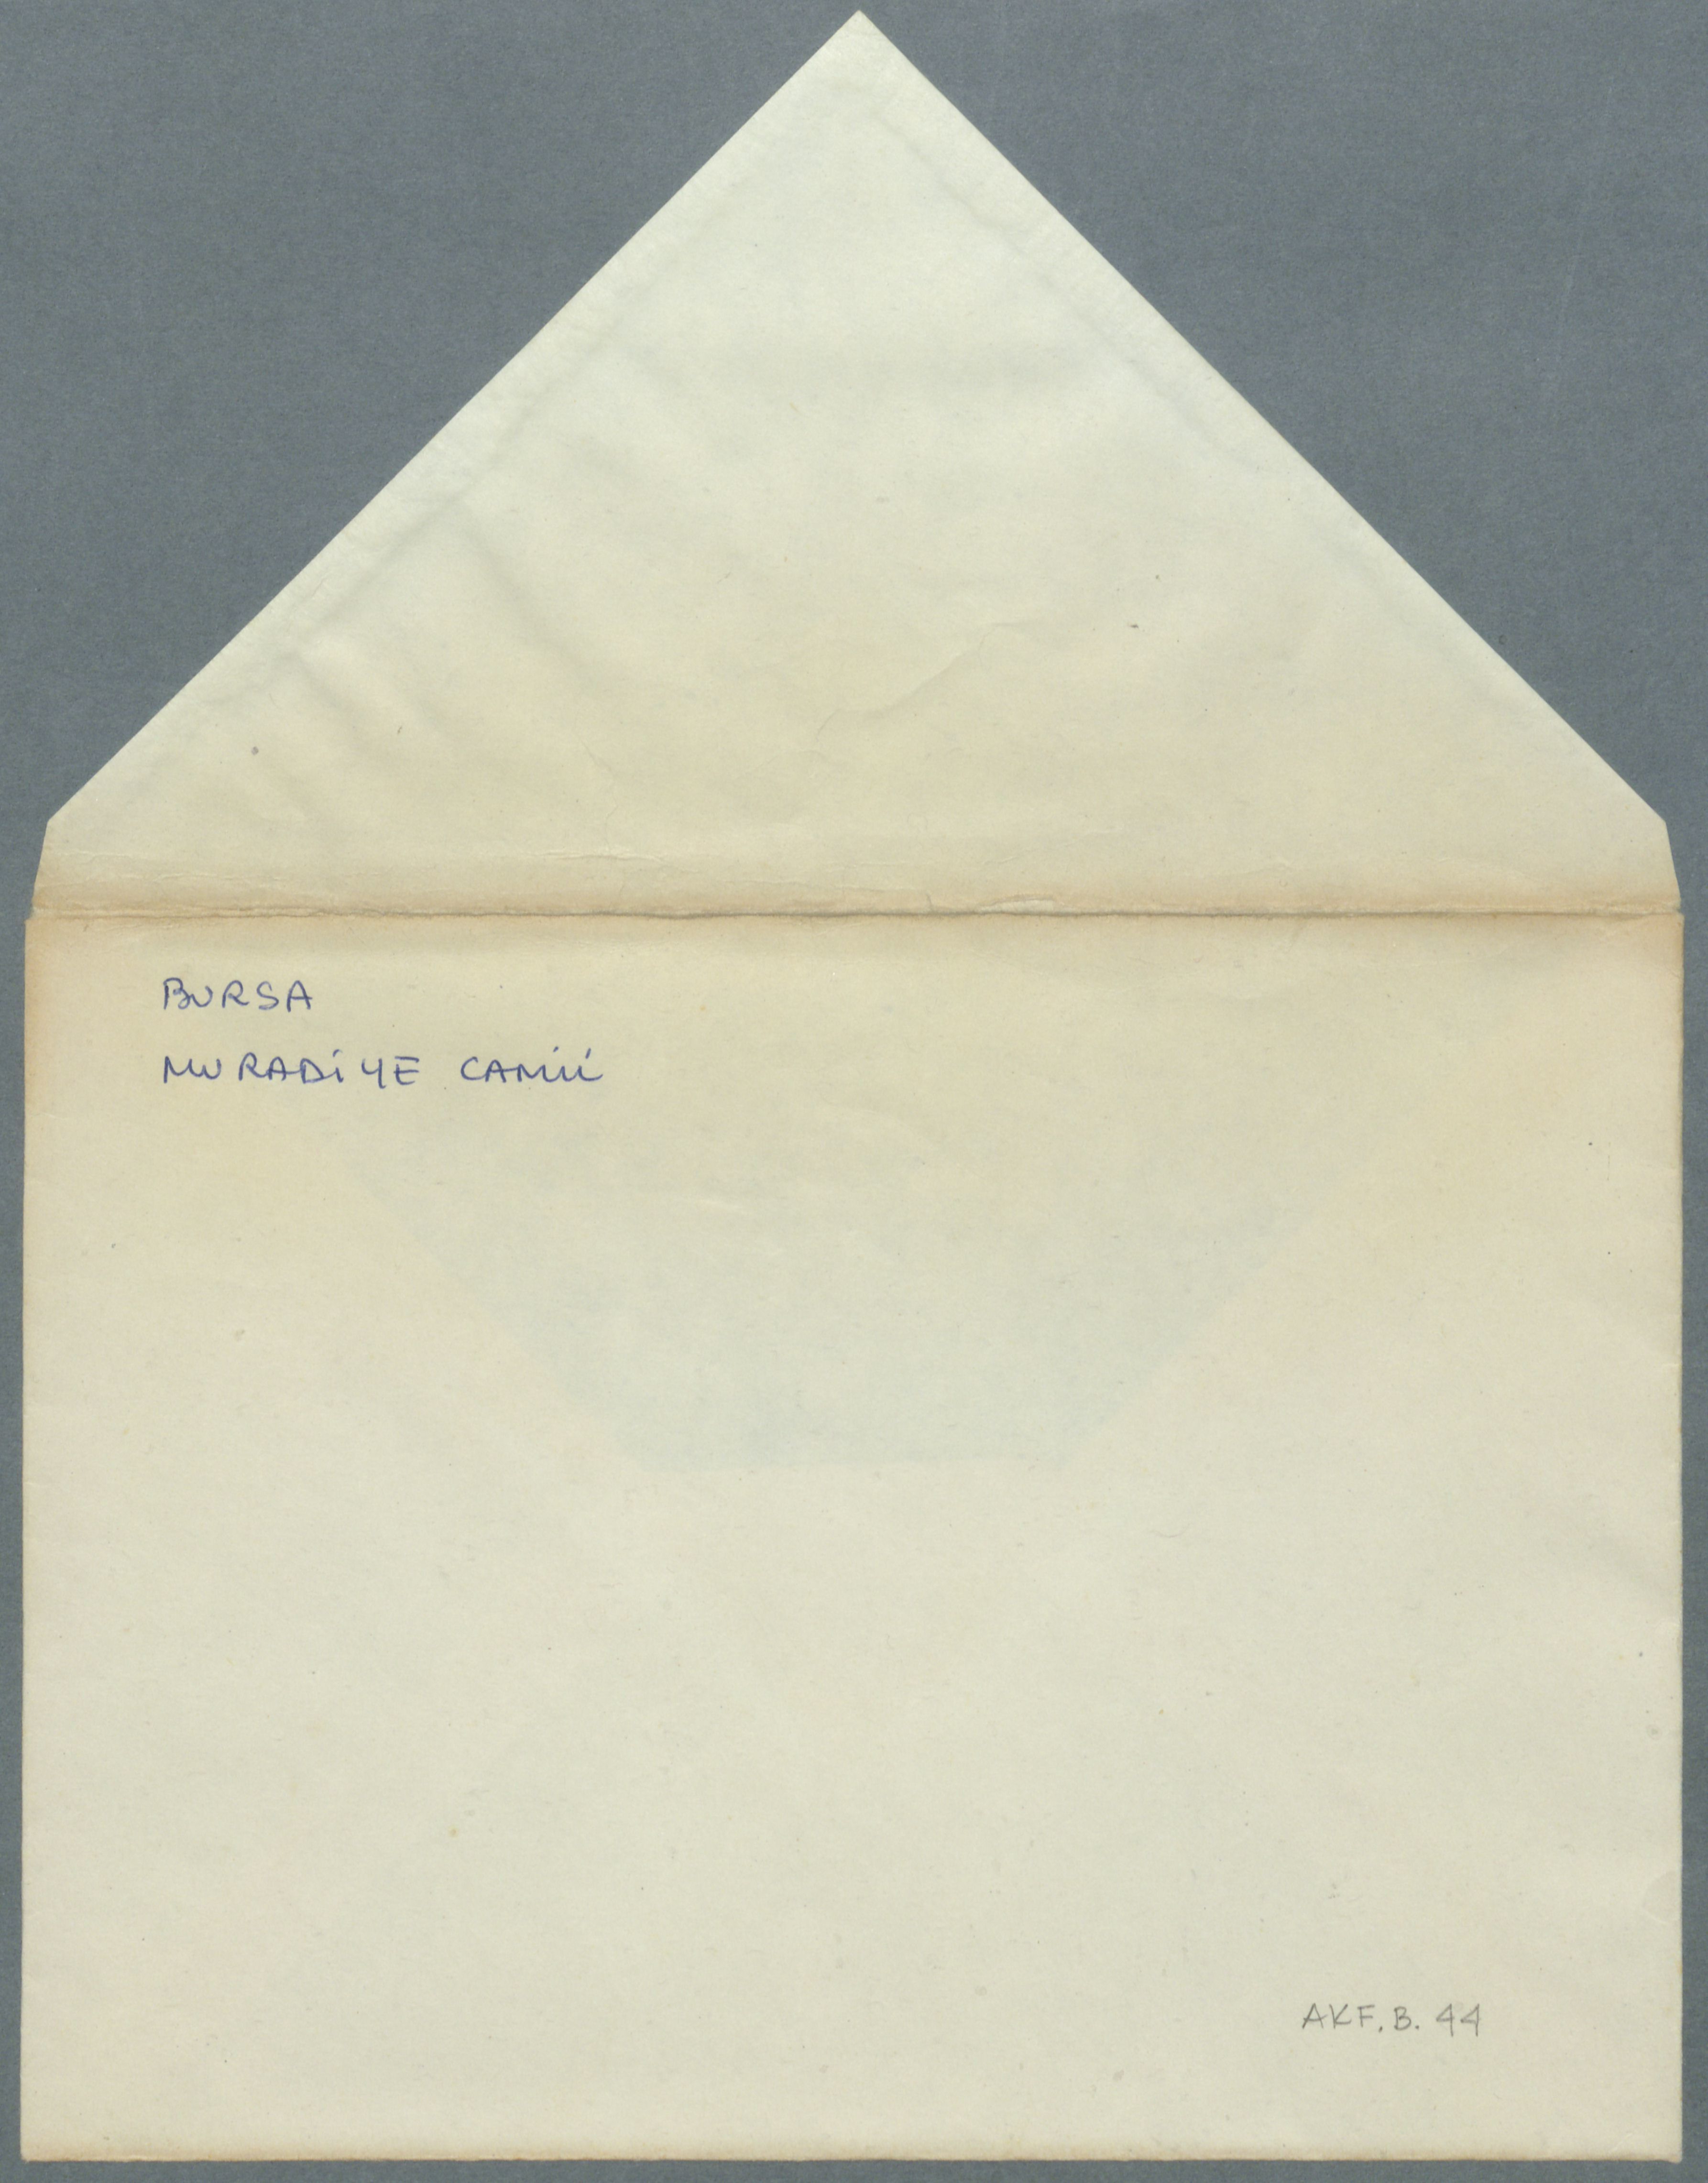 BURSA
MURADİYE CAMİİ
AKF. B. 44